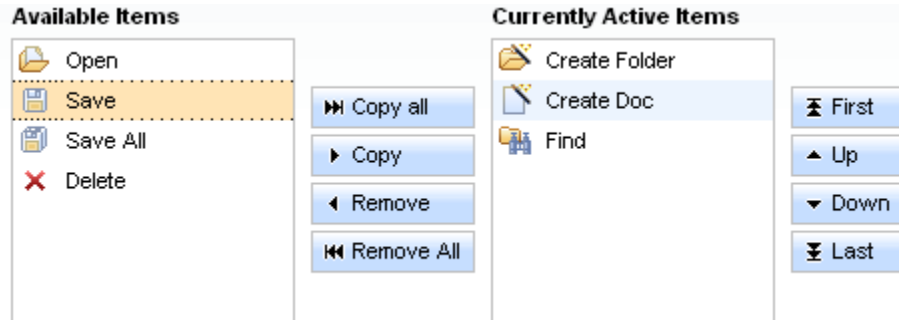 Available Items
Open
Save
Save All
Delete
Copy all
Copy
Remove
Remove All
Currently Active Items
Create Folder
Create Doc
Find
First
Up
Down
Last